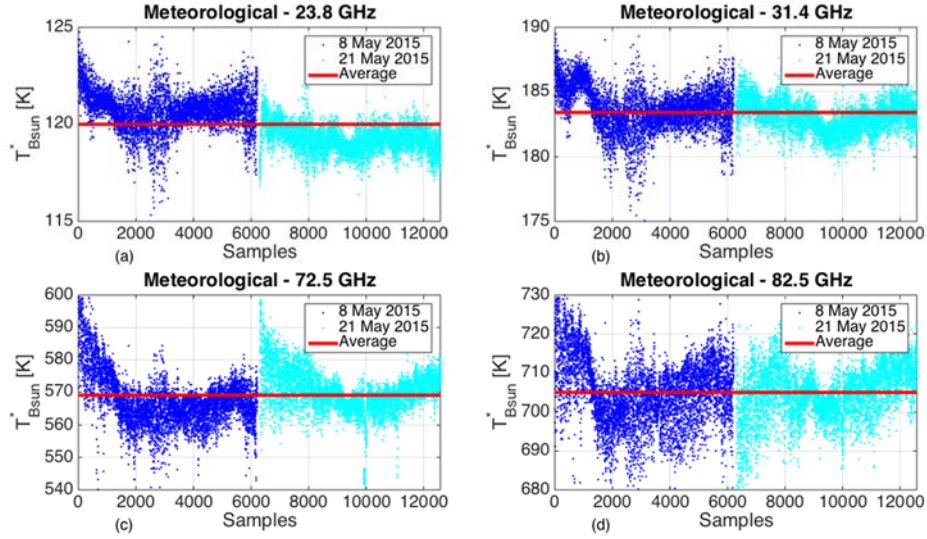 Meteorological - 23.8 GHz
125
120
115
T*Bsun [K]
8 May 2015
21 May 2015
Average
0 2000 4000 6000 8000 10000 12000
Samples
(a)
Meteorological - 31.4 GHz
190
185
180
175
T*Bsun [K]
8 May 2015
21 May 2015
Average
0 2000 4000 6000 8000 10000 12000
Samples
(b)
Meteorological - 72.5 GHz
600
590
580
570
560
550
540
T*Bsun [K]
8 May 2015
21 May 2015
Average
0 2000 4000 6000 8000 10000 12000
Samples
(c)
Meteorological - 82.5 GHz
730
720
710
700
690
680
T*Bsun [K]
8 May 2015
21 May 2015
Average
0 2000 4000 6000 8000 10000 12000
Samples
(d)